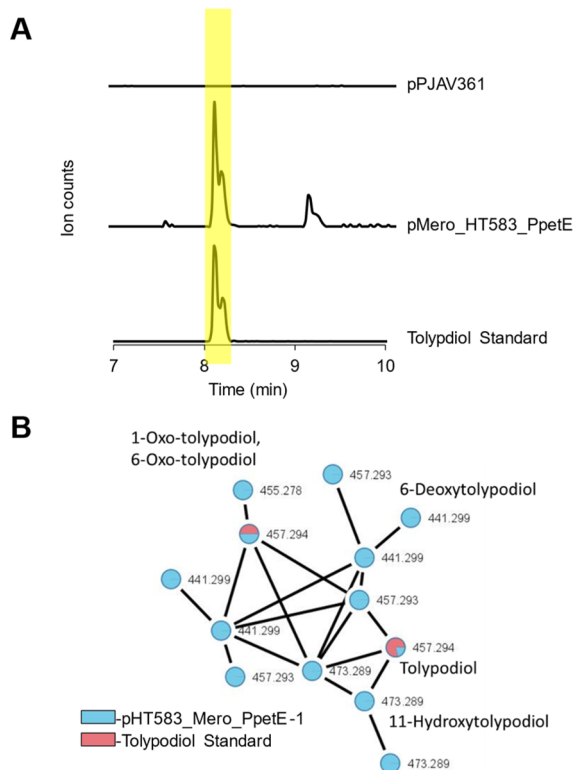 A
pPJAV361
Ion counts
pMero_HT583_PpetE
Tolypdiol Standard
7 8 9 10
Time (min)
B
1-Oxo-tolypodiol,
6-Oxo-tolypodiol
457.293
455.278
6-Deoxytolypodiol
441.299
457.294
441.299
441.299
457.293
441.299
457.294
Tolypodiol
457.293
473.289
473.289
11-Hydroxytolypodiol
-pHT583_Mero_PpetE-1
-Tolypodiol Standard
473.289